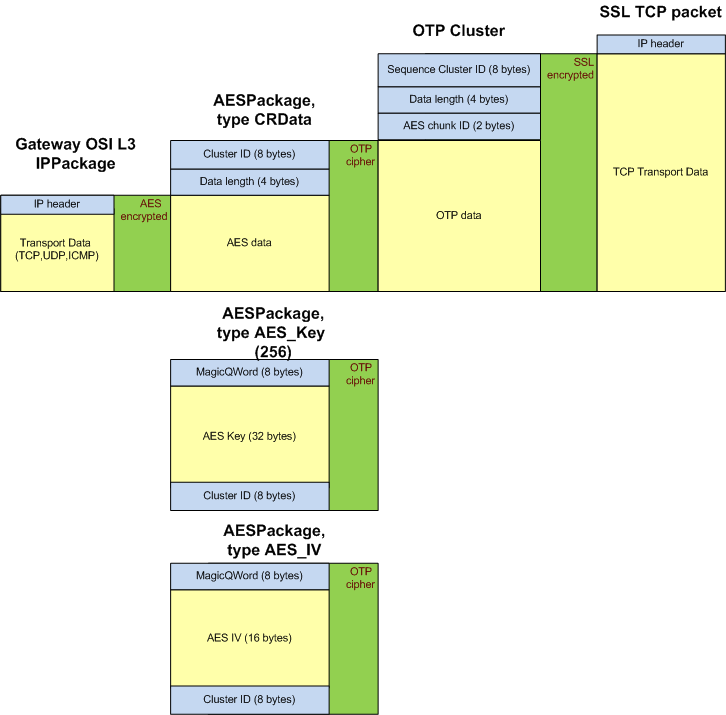 Gateway OSI L3
IPPackage
IP header
Transport Data
(TCP,UDP,ICMP)
AES
encrypted
AESPackage,
type CRData
Cluster ID (8 bytes)
Data length (4 bytes)
AES data
OTP
cipher
OTP Cluster
Sequence Cluster ID (8 bytes)
Data length (4 bytes)
AES chunk ID (2 bytes)
OTP data
SSL
encrypted
SSL TCP packet
IP header
TCP Transport Data
AESPackage,
type AES_Key
(256)
MagicQWord (8 bytes)
AES Key (32 bytes)
Cluster ID (8 bytes)
OTP
cipher
AESPackage,
type AES_IV
MagicQWord (8 bytes)
AES IV (16 bytes)
Cluster ID (8 bytes)
OTP
cipher